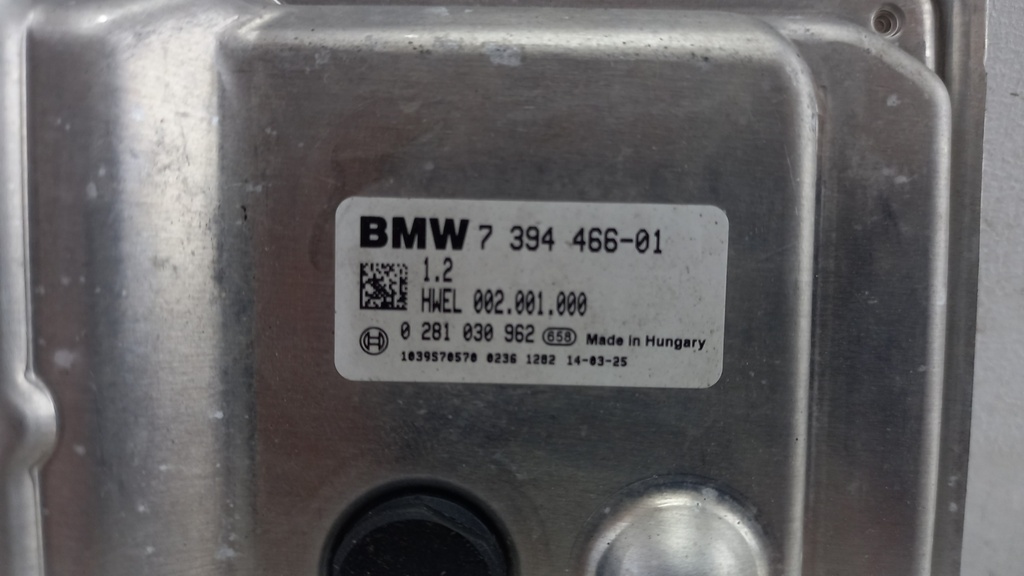 BMW 7 394 466-01
1.2
HWEL 002.001.000
0 281 030 962 658 Made in Hungary
1039S70570 0236 1282 14-03-25